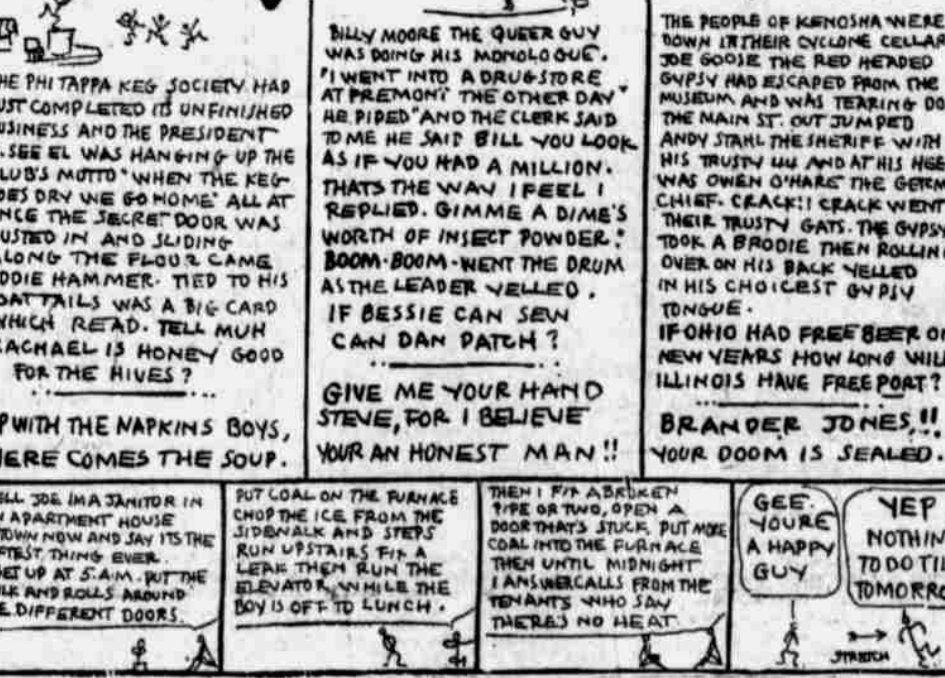 HE PHI TAPPA KEG SOCIETY HAD
UST COMPLETED ITS UNFINISHED
USINESS AND THE PRESIDENT
.SEE EL WAS HANGING UP THE
LUB'S MOTTO "WHEN THE KEG
OES DRY WE GO HOME" ALL AT
NCE THE SECRET DOOR WAS
USTED IN AND SLIDING
LONG THE FLOUR CAME
DDIE HAMMER. TIED TO HIS
OAT TAILS WAS A BIG CARD
WHICH READ. TELL MUH
RACHAEL IS HONEY GOOD
FOR THE HIVES?
P WITH THE NAPKINS BOYS,
HERE COMES THE SOUP.
BILLY MOORE THE QUEER GUY
WAS DOING HIS MONOLOGUE.
"I WENT INTO A DRUGSTORE
AT PREMONT THE OTHER DAY"
HE PIPED "AND THE CLERK SAID
TO ME HE SAID BILL YOU LOOK
AS IF YOU HAD A MILLION.
THATS THE WAY I FEEL I
REPLIED. GIMME A DIME'S
WORTH OF INSECT POWDER."
BOOM-BOOM-WENT THE DRUM
AS THE LEADER YELLED.
IF BESSIE CAN SEW
CAN DAN PATCH?
GIVE ME YOUR HAND
STEVE, FOR I BELIEVE
YOUR AN HONEST MAN!!
THE PEOPLE OF KENOSHA WERE
DOWN IN THEIR CYCLONE CELLAR
JOE GOOSE THE RED HEADED
GYPSY HAD ESCAPED FROM THE
MUSEUM AND WAS TEARING DO
THE MAIN ST. OUT JUMPED
ANDY STAHL THE SHERIFF WITH
HIS TRUSTY UU AND AT HIS HEE
WAS OWEN O'HARE THE GERM
CHIEF. CRACK!! CRACK WENT
THEIR TRUSTY GATS. THE GYPSY
TOOK A BRODIE THEN ROLLIN
OVER ON HIS BACK YELLED
IN HIS CHOICEST GYPSY
TONGUE.
IF OHIO HAD FREE BEER O
NEW YEARS HOW LONG WILL
ILLINOIS HAVE FREEPORT?
BRANDER JONES,!!
YOUR DOOM IS SEALED.
ELL JOE IM A JANITOR IN
N APARTMENT HOUSE
TOWN NOW AND SAY ITS THE
FTEST THING EVER.
GET UP AT 5.A.M. PUT THE
LK AND ROLLS AROUND
E DIFFERENT DOORS.
PUT COAL ON THE FURNACE
CHOP THE ICE FROM THE
SIDEWALK AND STEPS
RUN UPSTAIRS FIX A
LEAK THEN RUN THE
ELEVATOR, WHILE THE
BOY IS OFF TO LUNCH.
THEN I FIX A BROKEN
PIPE OR TWO, OPEN A
DOOR THAT'S STUCK, PUT MORE
COAL INTO THE FURNACE
THEN UNTIL MIDNIGHT
I ANSWER CALLS FROM THE
TENANTS WHO SAY
THERE'S NO HEAT.
GEE.
YOURE
A HAPPY
GUY
YEP
NOTHIN
TO DO TIL
TOMORRO
STRETCH